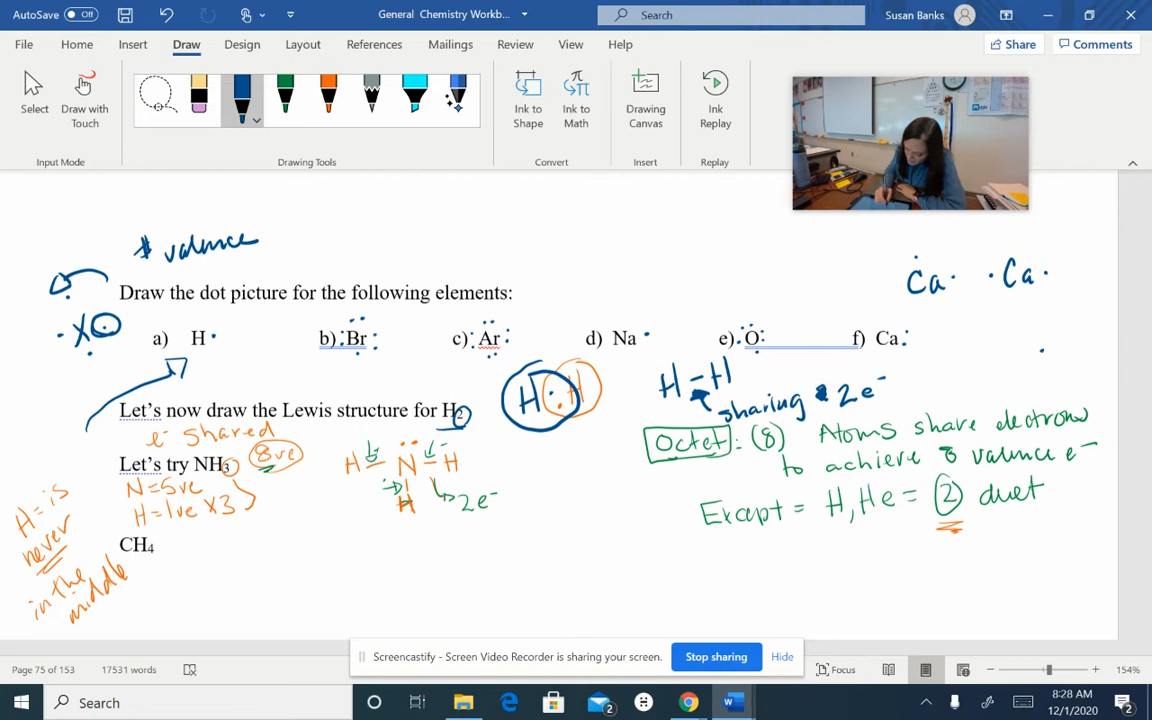 AutoSave Off General Chemistry Workb... Search Susan Banks
File Home Insert Draw Design Layout References Mailings Review View Help Share Comments
Select Draw with Touch Ink to Shape Ink to Math Drawing Canvas Ink Replay
Input Mode Drawing Tools Convert Insert Replay
valence
Draw the dot picture for the following elements:
Ca Ca
X a) H b) Br c) Ar d) Na e) O f) Ca
H H H – H
sharing 2e⁻
Let's now draw the Lewis structure for H₂
e⁻ shared
Octet: (8) Atoms share electrons
to achieve 8 valence e⁻
Except = H, He = 2 duet
Let's try NH₃ 8ve
N = 5ve
H = 1ve X3
H – N – H
H 2e⁻
H = is
never
in the
middle
CH₄
Screencastify - Screen Video Recorder is sharing your screen. Stop sharing Hide
Page 75 of 153 17531 words Focus 154%
Search 2 8:28 AM
12/1/2020 2